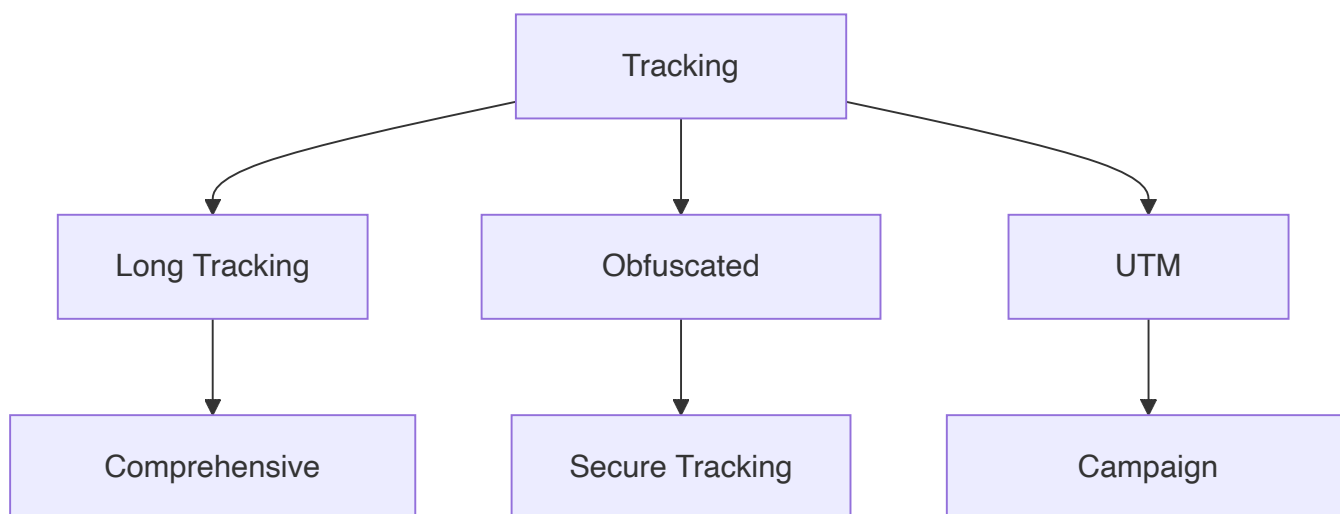 Tracking
Long Tracking
Obfuscated
UTM
Comprehensive
Secure Tracking
Campaign